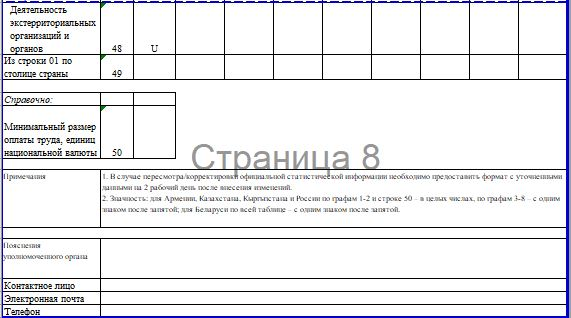 Деятельность
экстерриториальных
организаций и
органов 48 U
Из строки 01 по
столице страны 49
Справочно:
Минимальный размер
оплаты труда, единиц
национальной валюты 50
Страница 8
Примечания
1. В случае пересмотра/корректировки официальной статистической информации необходимо предоставить формат с уточненными
данными на 2 рабочий день после внесения изменений.
2. Значность: для Армении, Казахстана, Кыргызстана и России по графам 1-2 и строке 50 – в целых числах, по графам 3-8 – с одним
знаком после запятой; для Беларуси по всей таблице – с одним знаком после запятой.
Пояснения
уполномоченного органа
Контактное лицо
Электронная почта
Телефон